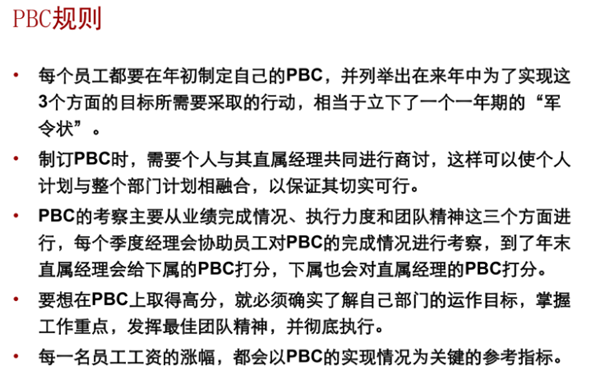 PBC规则
• 每个员工都要在年初制定自己的PBC，并列举出在来年中为了实现这
3个方面的目标所需要采取的行动，相当于立下了一个一年期的“军
令状”。
• 制订PBC时，需要个人与其直属经理共同进行商讨，这样可以使个人
计划与整个部门计划相融合，以保证其切实可行。
• PBC的考察主要从业绩完成情况、执行力度和团队精神这三个方面进
行，每个季度经理会协助员工对PBC的完成情况进行考察，到了年末
直属经理会给下属的PBC打分，下属也会对直属经理的PBC打分。
• 要想在PBC上取得高分，就必须确实了解自己部门的运作目标，掌握
工作重点，发挥最佳团队精神，并彻底执行。
• 每一名员工工资的涨幅，都会以PBC的实现情况为关键的参考指标。